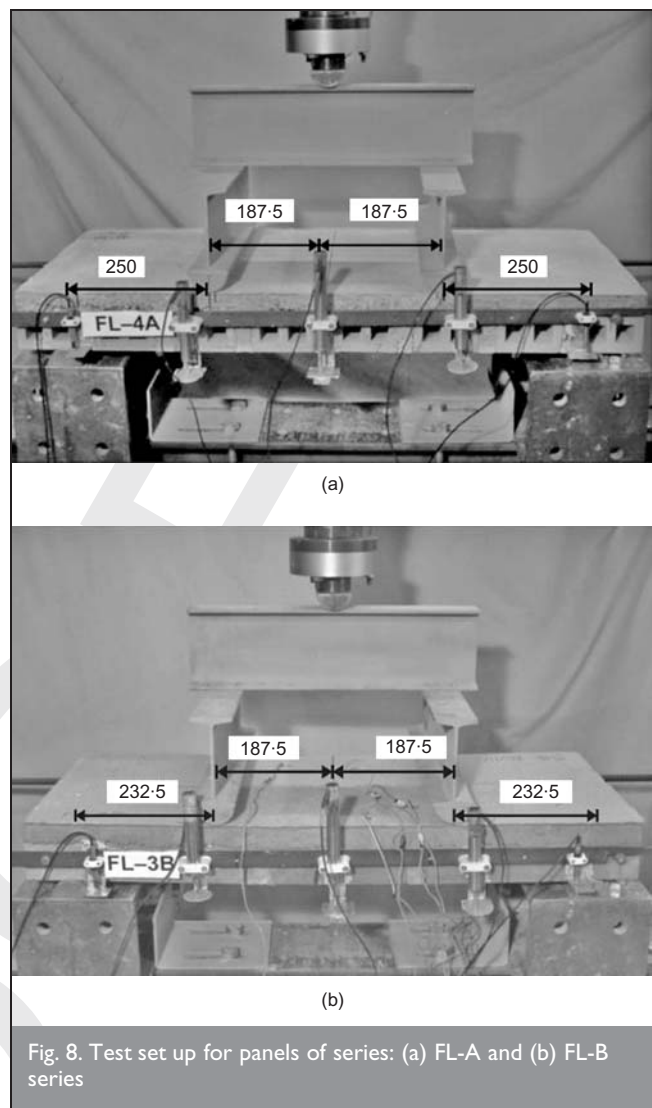 187·5
187·5
250
250
FL–4A
(a)
187·5
187·5
232·5
232·5
FL–3B
(b)
Fig. 8. Test set up for panels of series: (a) FL-A and (b) FL-B
series